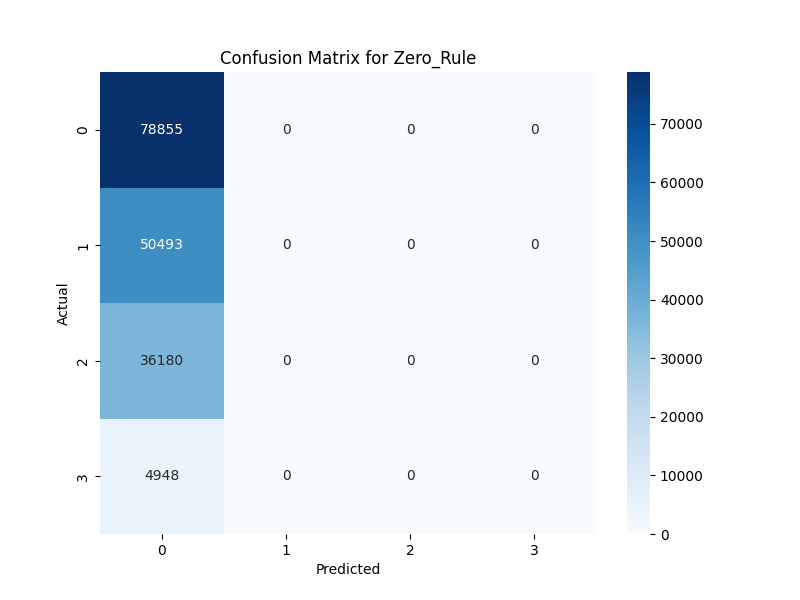 Confusion Matrix for Zero_Rule
0 78855 0 0 0
1 50493 0 0 0
2 36180 0 0 0
3 4948 0 0 0
0 1 2 3
Predicted
Actual
70000
60000
50000
40000
30000
20000
10000
0